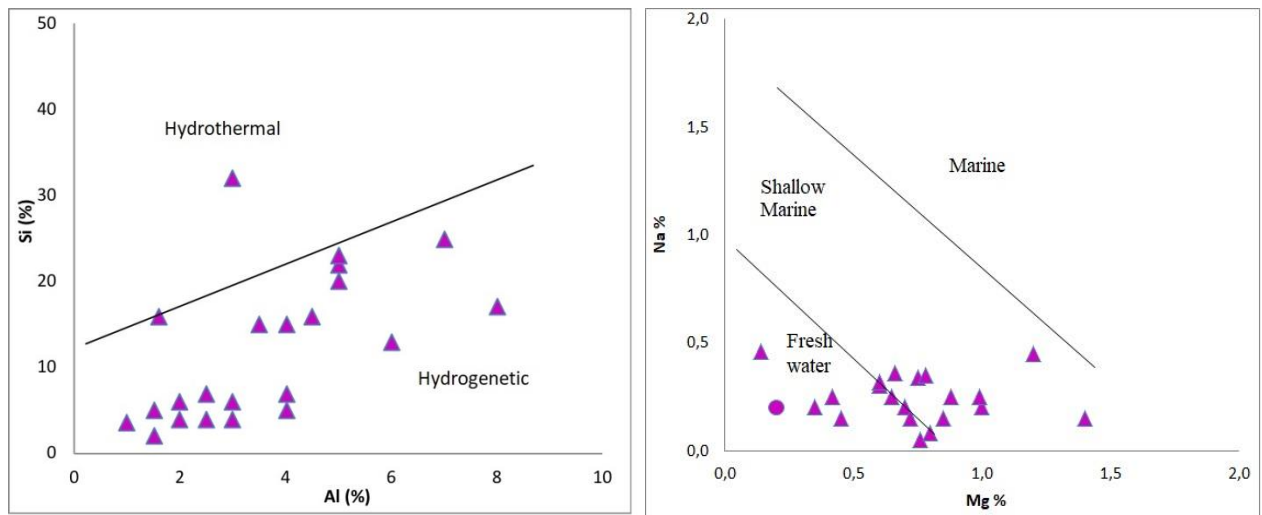 50
40
30
20
10
0
Si (%)
Hydrothermal
Hydrogenetic
0 2 4 6 8 10
Al (%)
2,0
1,5
1,0
0,5
0,0
Na %
Marine
Shallow
Marine
Fresh
water
0,0 0,5 1,0 1,5 2,0
Mg %